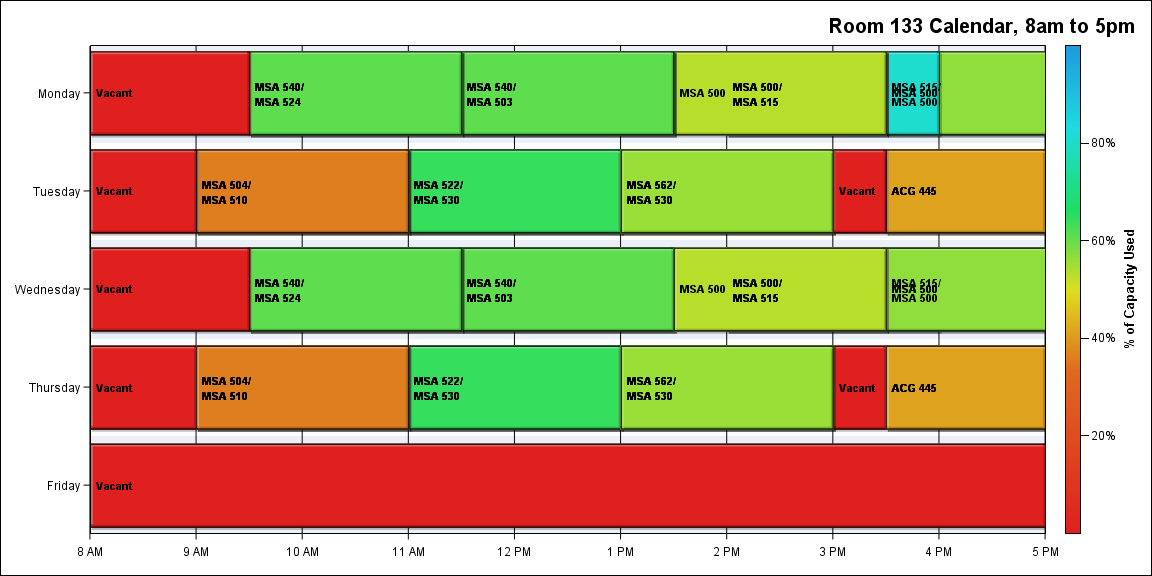 Room 133 Calendar, 8am to 5pm
Monday
Vacant
MSA 540/
MSA 524
MSA 540/
MSA 503
MSA 500
MSA 500/
MSA 515
MSA 515/
MSA 500
MSA 500
Tuesday
Vacant
MSA 504/
MSA 510
MSA 522/
MSA 530
MSA 562/
MSA 530
Vacant
ACG 445
Wednesday
Vacant
MSA 540/
MSA 524
MSA 540/
MSA 503
MSA 500
MSA 500/
MSA 515
MSA 515/
MSA 500
MSA 500
Thursday
Vacant
MSA 504/
MSA 510
MSA 522/
MSA 530
MSA 562/
MSA 530
Vacant
ACG 445
Friday
Vacant
8 AM
9 AM
10 AM
11 AM
12 PM
1 PM
2 PM
3 PM
4 PM
5 PM
80%
60%
40%
20%
% of Capacity Used